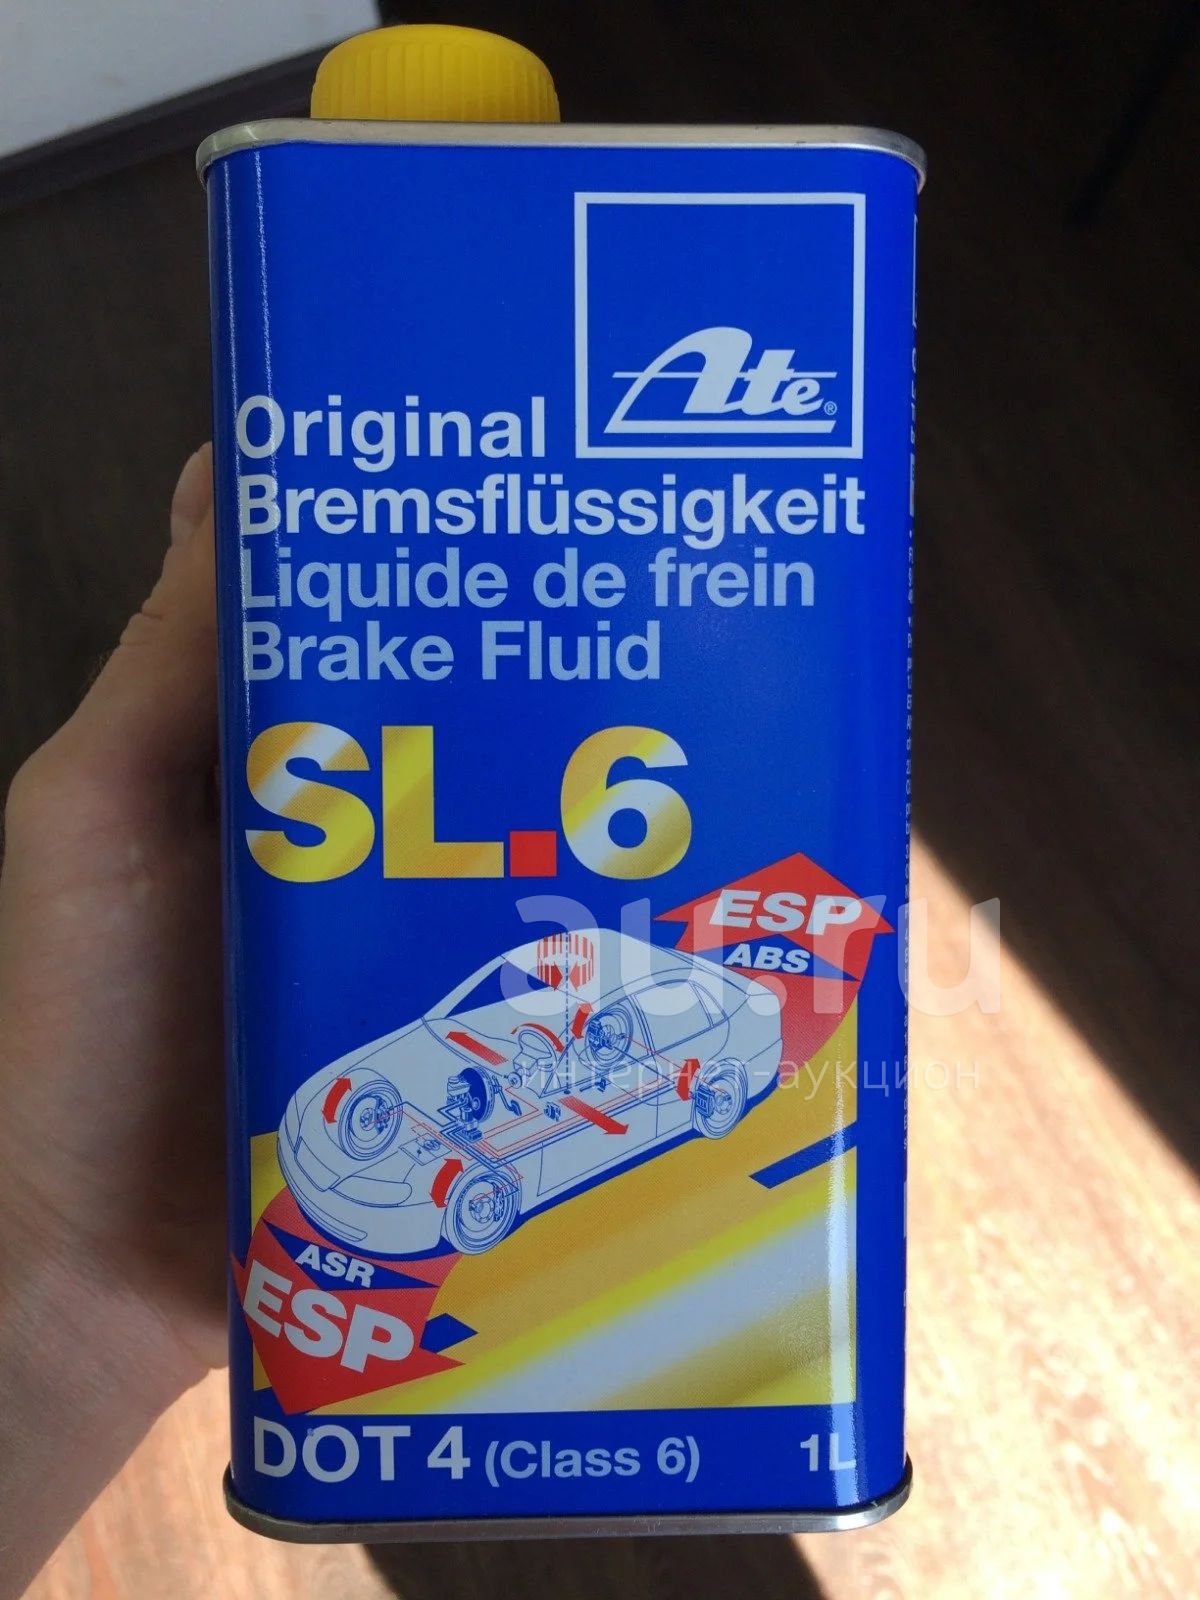 Ate®
Original
Bremsflüssigkeit
Liquide de frein
Brake Fluid
SL.6
ESP
ABS
au.ru
интернет-аукцион
ASR
ESP
DOT 4 (Class 6) 1L